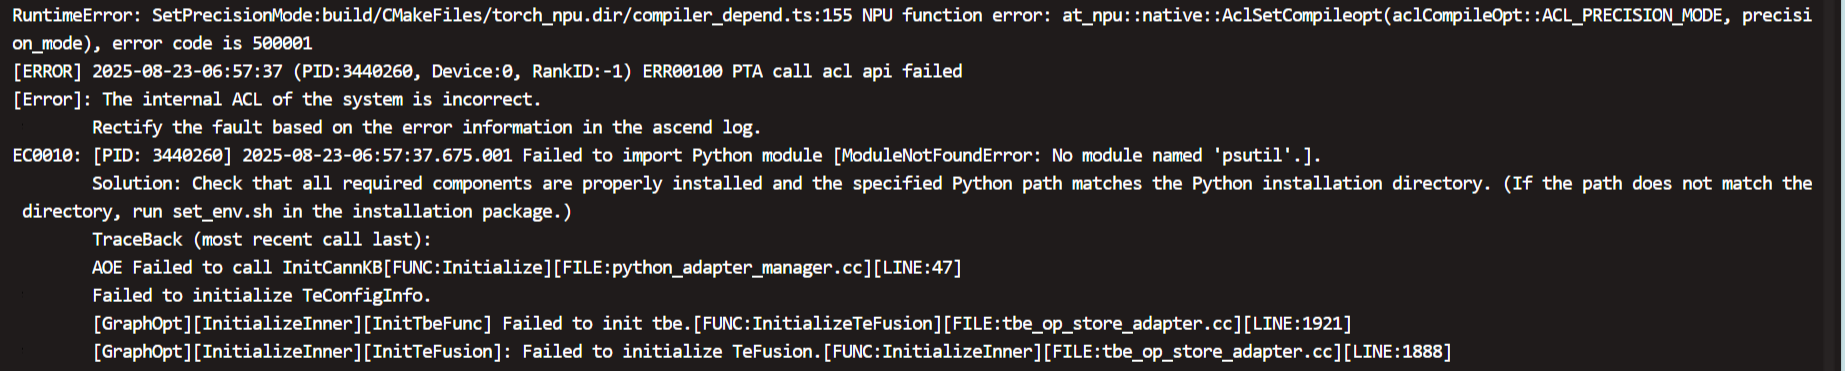 RuntimeError: SetPrecisionMode:build/CMakeFiles/torch_npu.dir/compiler_depend.ts:155 NPU function error: at_npu::native::AclSetCompileopt(aclCompileOpt::ACL_PRECISION_MODE, precisi
on_mode), error code is 500001
[ERROR] 2025-08-23-06:57:37 (PID:3440260, Device:0, RankID:-1) ERR00100 PTA call acl api failed
[Error]: The internal ACL of the system is incorrect.
        Rectify the fault based on the error information in the ascend log.
EC0010: [PID: 3440260] 2025-08-23-06:57:37.675.001 Failed to import Python module [ModuleNotFoundError: No module named 'psutil'.].
        Solution: Check that all required components are properly installed and the specified Python path matches the Python installation directory. (If the path does not match the
 directory, run set_env.sh in the installation package.)
        TraceBack (most recent call last):
        AOE Failed to call InitCannKB[FUNC:Initialize][FILE:python_adapter_manager.cc][LINE:47]
        Failed to initialize TeConfigInfo.
        [GraphOpt][InitializeInner][InitTbeFunc] Failed to init tbe.[FUNC:InitializeTeFusion][FILE:tbe_op_store_adapter.cc][LINE:1921]
        [GraphOpt][InitializeInner][InitTeFusion]: Failed to initialize TeFusion.[FUNC:InitializeInner][FILE:tbe_op_store_adapter.cc][LINE:1888]